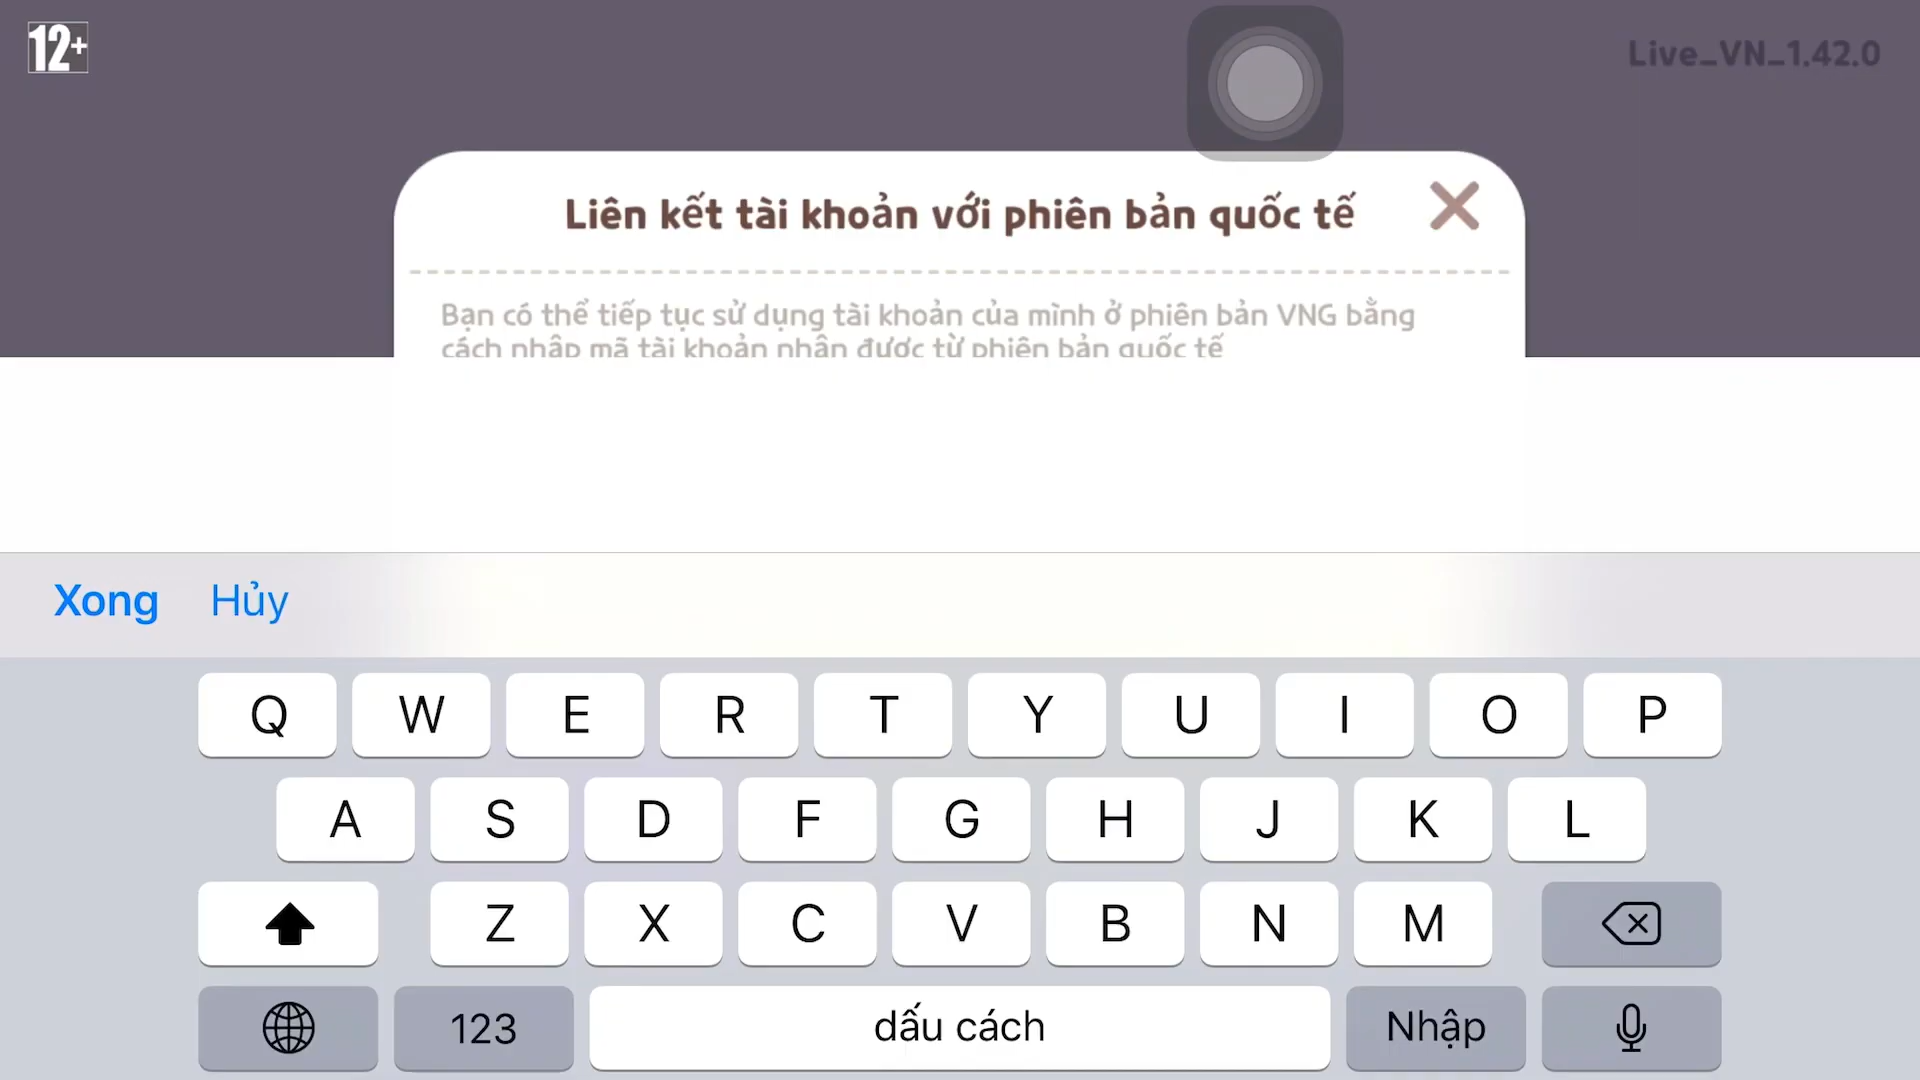 12+
Live_VN_1.42.0
Liên kết tài khoản với phiên bản quốc tế
Bạn có thể tiếp tục sử dụng tài khoản của mình ở phiên bản VNG bằng
cách nhập mã tài khoản nhận được từ phiên bản quốc tế
Xong Hủy
Q W E R T Y U I O P
A S D F G H J K L
Z X C V B N M
123 dấu cách Nhập